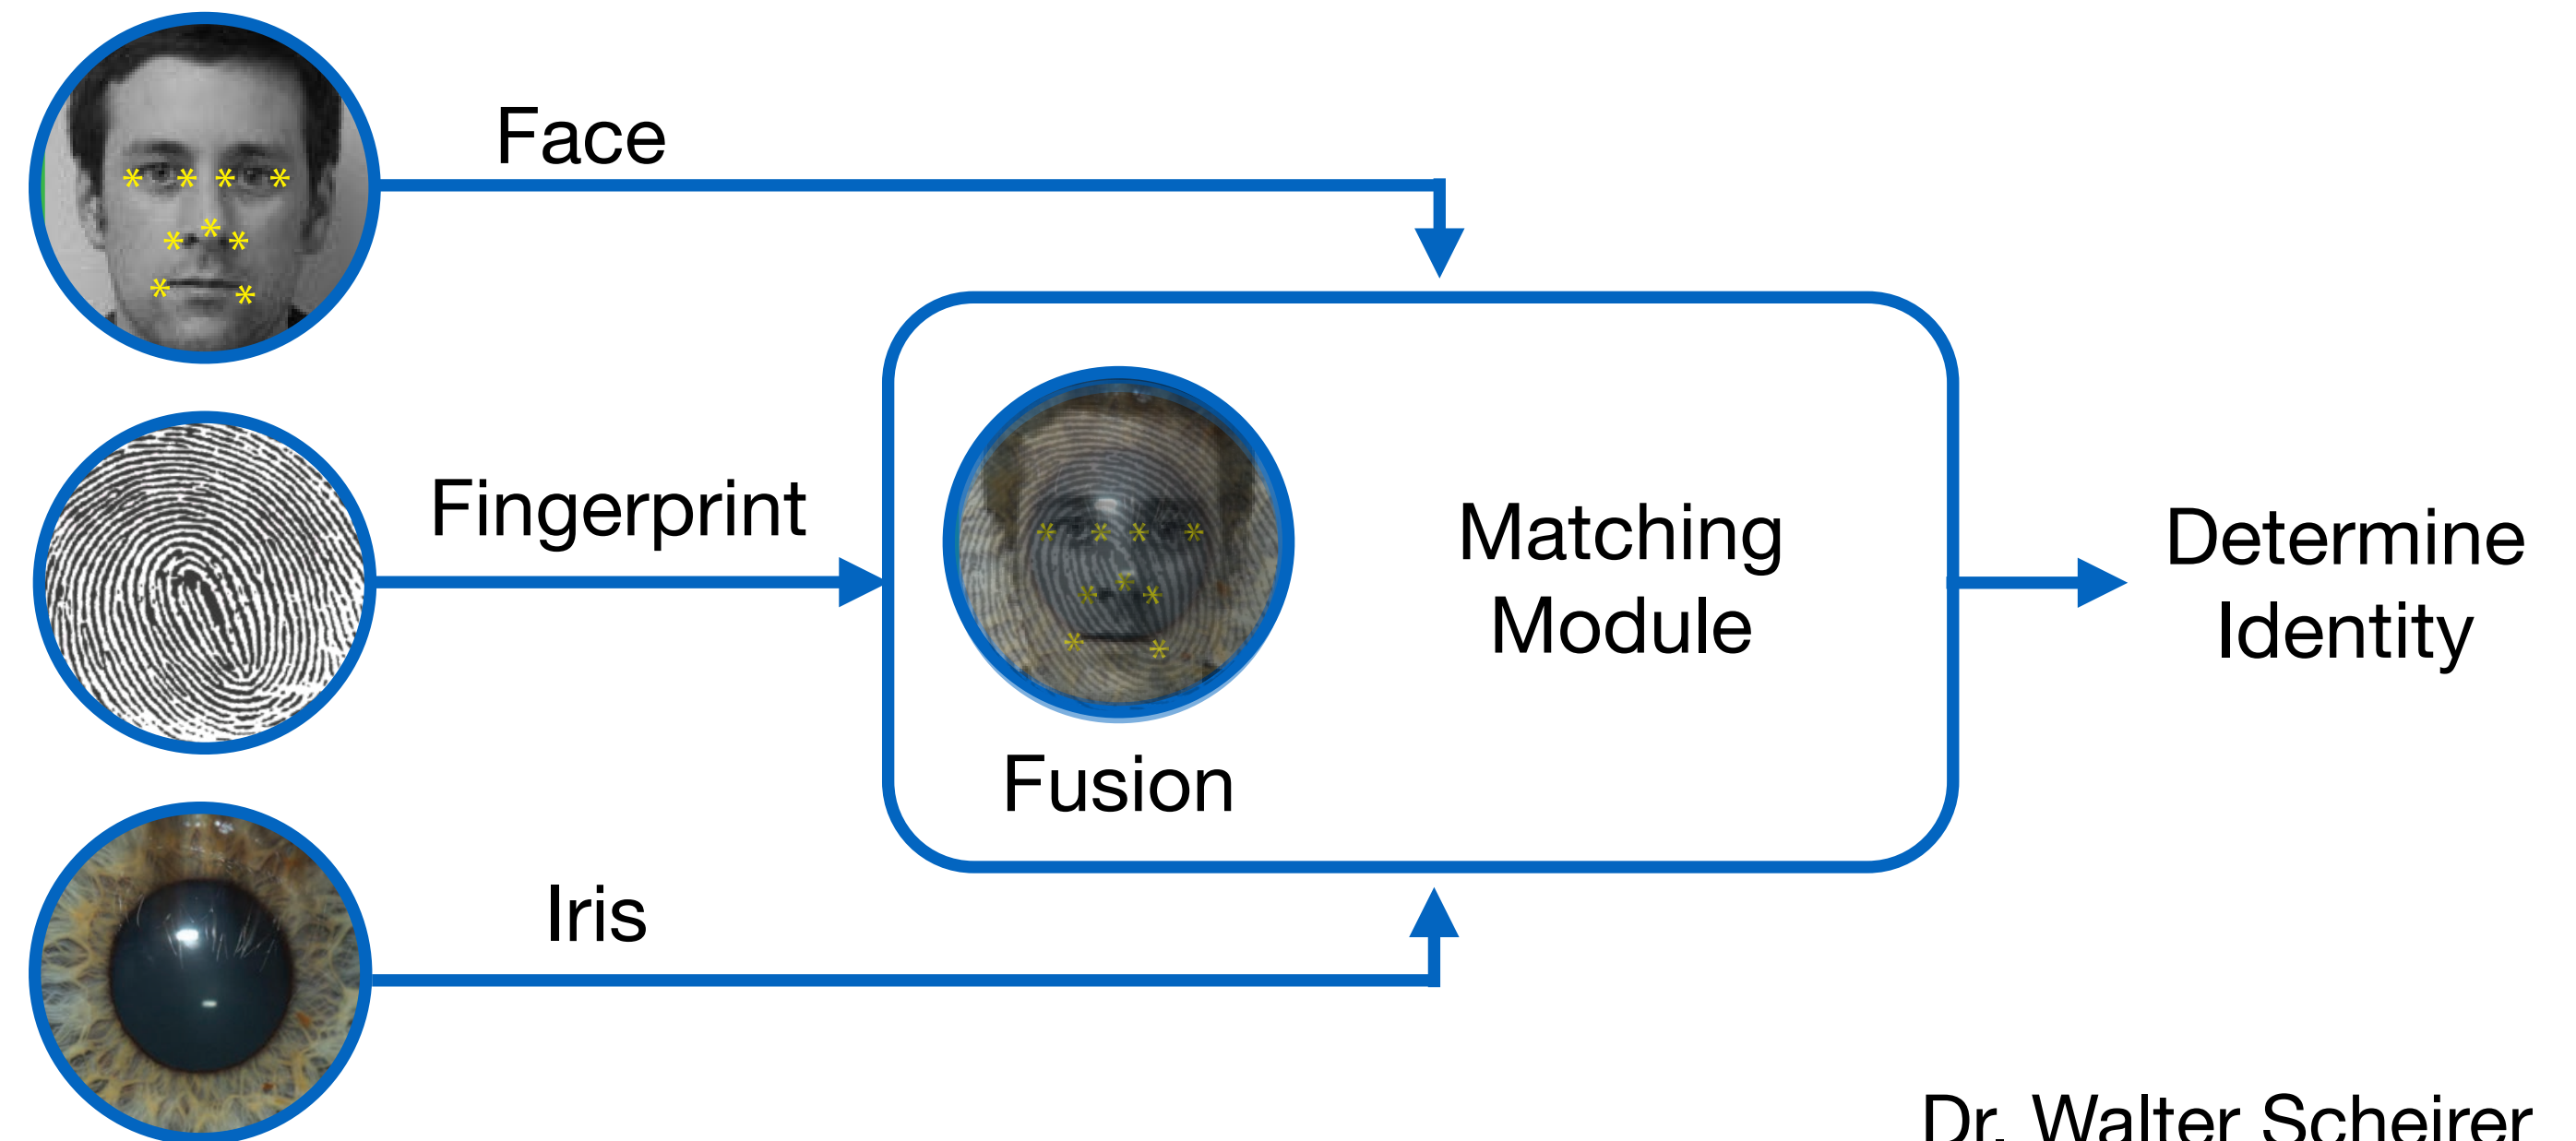 Face
Fingerprint
Iris
Fusion
Matching
Module
Determine
Identity
Dr. Walter Scheirer